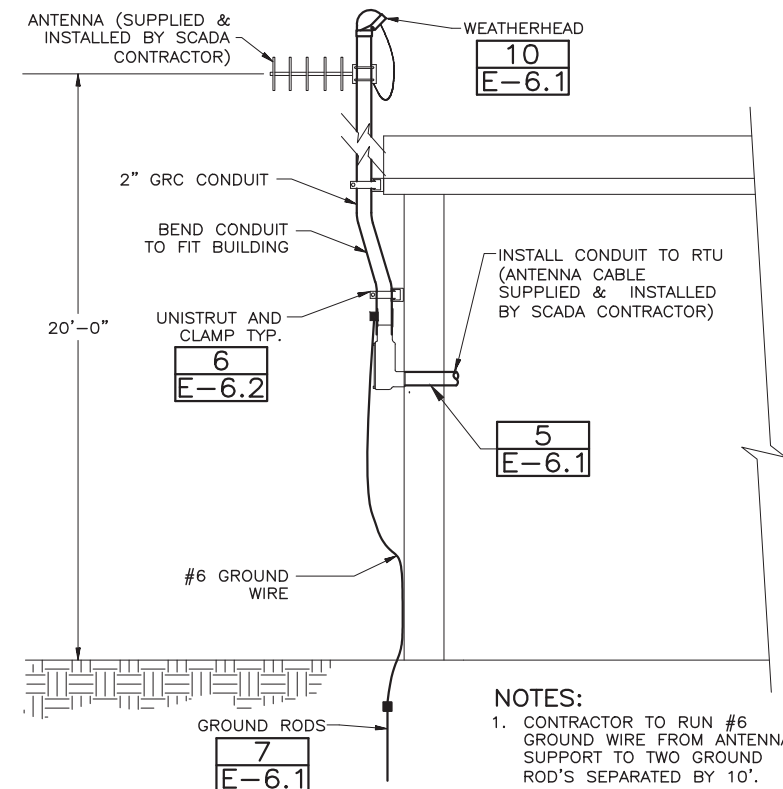 ANTENNA (SUPPLIED &
INSTALLED BY SCADA
CONTRACTOR)
WEATHERHEAD
10
E-6.1
2" GRC CONDUIT
BEND CONDUIT
TO FIT BUILDING
INSTALL CONDUIT TO RTU
(ANTENNA CABLE
SUPPLIED & INSTALLED
BY SCADA CONTRACTOR)
20'-0"
UNISTRUT AND
CLAMP TYP.
6
E-6.2
5
E-6.1
#6 GROUND
WIRE
GROUND RODS
7
E-6.1
NOTES:
1. CONTRACTOR TO RUN #6
GROUND WIRE FROM ANTENNA
SUPPORT TO TWO GROUND
ROD'S SEPARATED BY 10'.